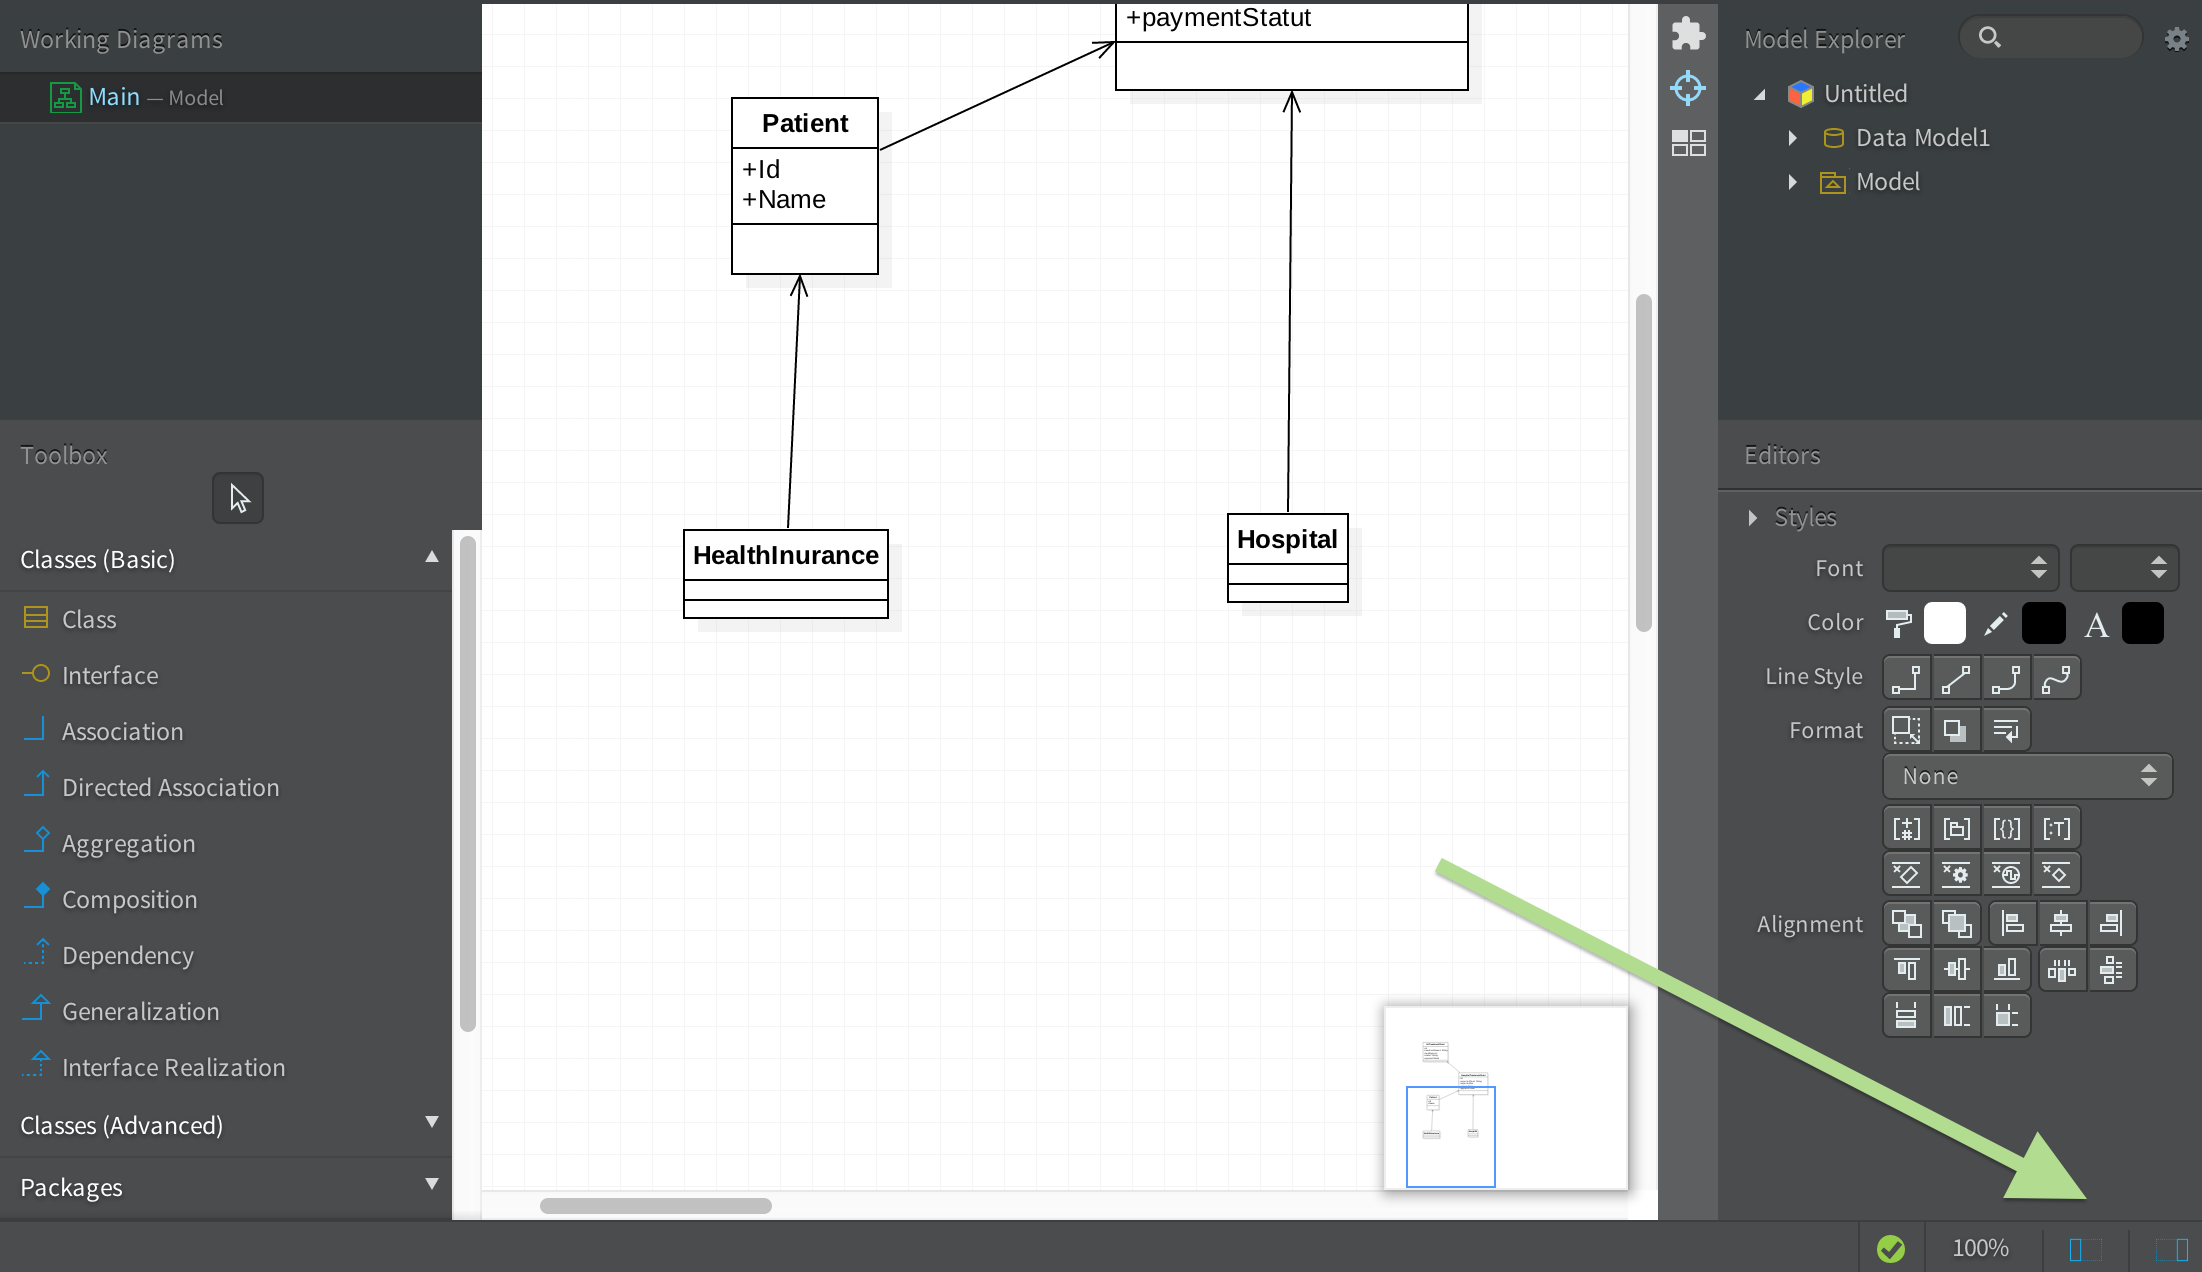 Working Diagrams
Main — Model
Toolbox
Classes (Basic)
Class
Interface
Association
Directed Association
Aggregation
Composition
Dependency
Generalization
Interface Realization
Classes (Advanced)
Packages
+paymentStatut
Patient
+Id
+Name
HealthInurance
Hospital
Model Explorer
Untitled
Data Model1
Model
Editors
Styles
Font
Color
A
Line Style
Format
None
Alignment
100%